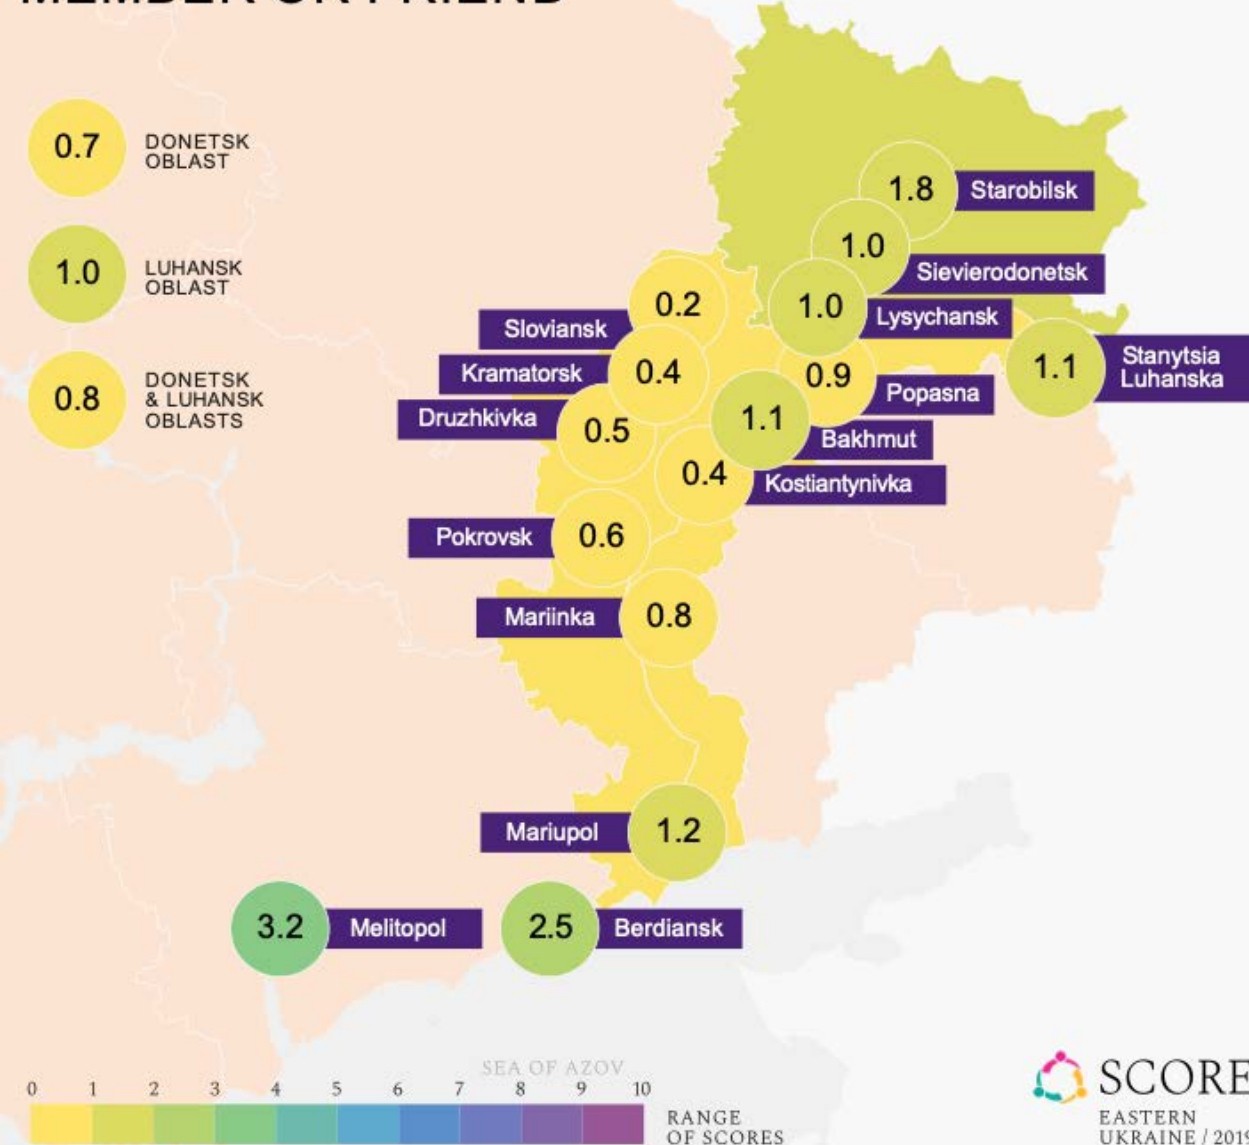 MEMBER OR FRIEND
0.7
DONETSK
OBLAST
1.0
LUHANSK
OBLAST
0.8
DONETSK
& LUHANSK
OBLASTS
1.8
Starobilsk
1.0
Sievierodonetsk
0.2
Sloviansk
1.0
Lysychansk
Kramatorsk
0.4
0.9
Popasna
1.1
Stanytsia
Luhanska
Druzhkivka
0.5
1.1
Bakhmut
0.4
Kostiantynivka
Pokrovsk
0.6
Mariinka
0.8
Mariupol
1.2
3.2
Melitopol
2.5
Berdiansk
SEA OF AZOV
0 1 2 3 4 5 6 7 8 9 10
RANGE
OF SCORES
SCORE
EASTERN
UKRAINE / 2019